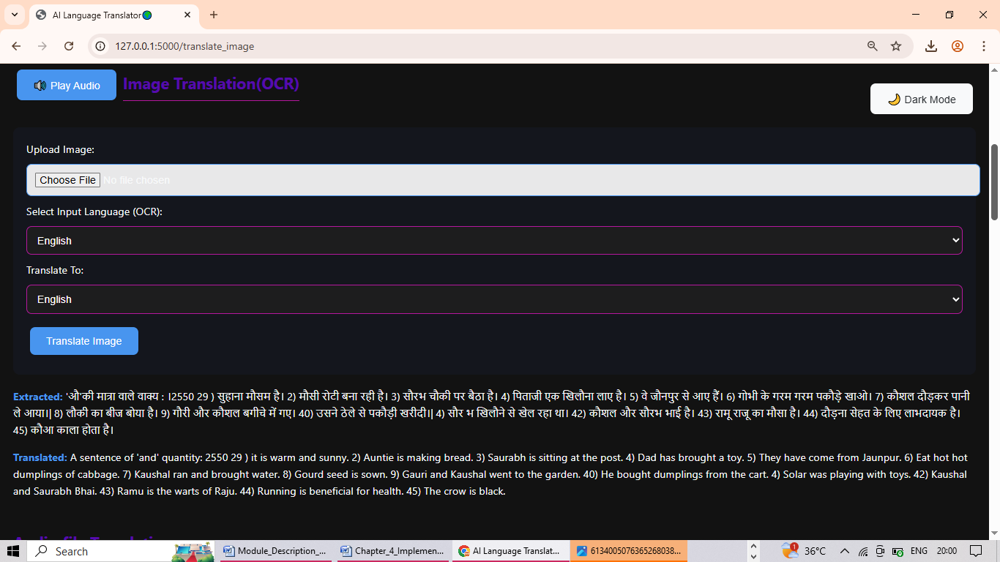 AI Language Translator
127.0.0.1:5000/translate_image
Play Audio
Image Translation(OCR)
Dark Mode
Upload Image:
Choose File No file chosen
Select Input Language (OCR):
English
Translate To:
English
Translate Image
Extracted: 'औ'की मात्रा वाले वाक्य : ।2550 29 ) सुहाना मौसम है। 2) मौसी रोटी बना रही है। 3) सौरभ चौकी पर बैठा है। 4) पिताजी एक खिलौना लाए है। 5) वे जौनपुर से आए हैं। 6) गोभी के गरम गरम पकौड़े खाओ। 7) कौशल दौड़कर पानी
ले आया।| 8) लौकी का बीज बोया है। 9) गौरी और कौशल बगीचे में गए। 40) उसने ठेले से पकौड़ी खरीदी।| 4) सौर भ खिलौने से खेल रहा था। 42) कौशल और सौरभ भाई है। 43) रामू राजू का मौसा है। 44) दौड़ना सेहत के लिए लाभदायक है।
45) कौआ काला होता है।
Translated: A sentence of 'and' quantity: 2550 29 ) it is warm and sunny. 2) Auntie is making bread. 3) Saurabh is sitting at the post. 4) Dad has brought a toy. 5) They have come from Jaunpur. 6) Eat hot hot
dumplings of cabbage. 7) Kaushal ran and brought water. 8) Gourd seed is sown. 9) Gauri and Kaushal went to the garden. 40) He bought dumplings from the cart. 4) Solar was playing with toys. 42) Kaushal
and Saurabh Bhai. 43) Ramu is the warts of Raju. 44) Running is beneficial for health. 45) The crow is black.
Search
Module_Description_...
Chapter_4_Implemen...
AI Language Translat...
6134005076365268038...
1
36°C
ENG
20:00